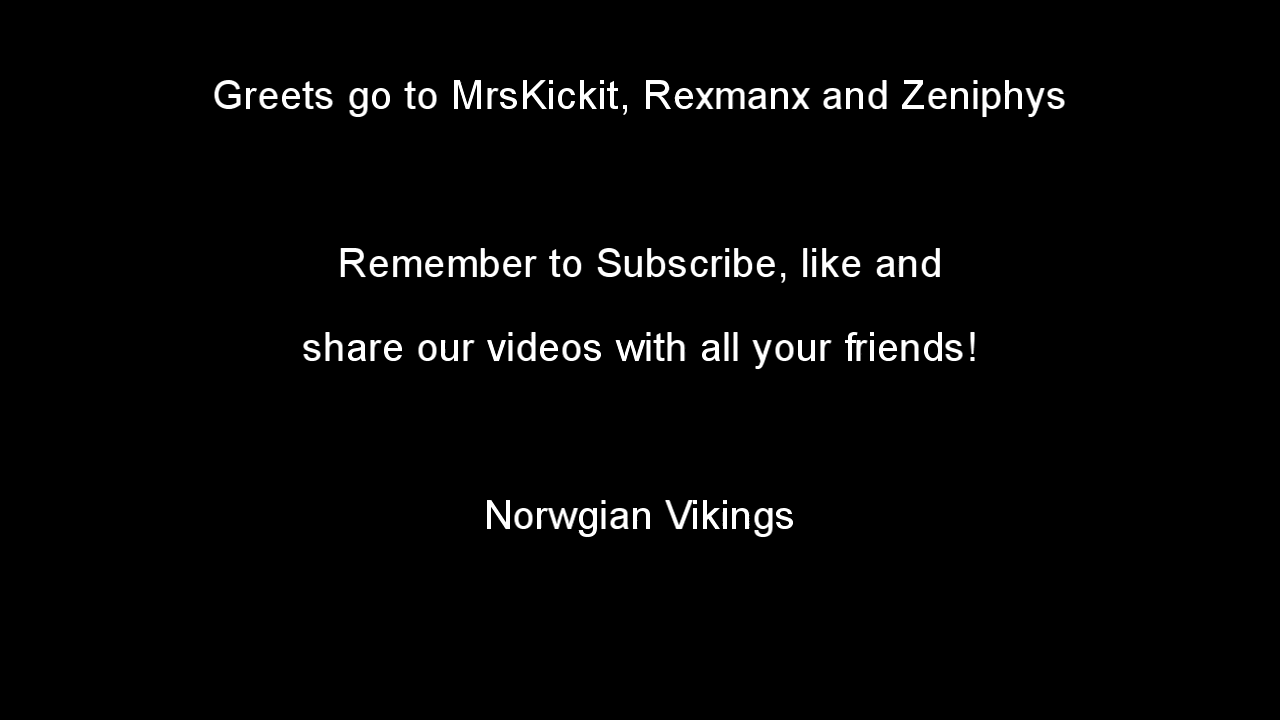 Greets go to MrsKickit, Rexmanx and Zeniphys
Remember to Subscribe, like and
share our videos with all your friends!
Norwgian Vikings